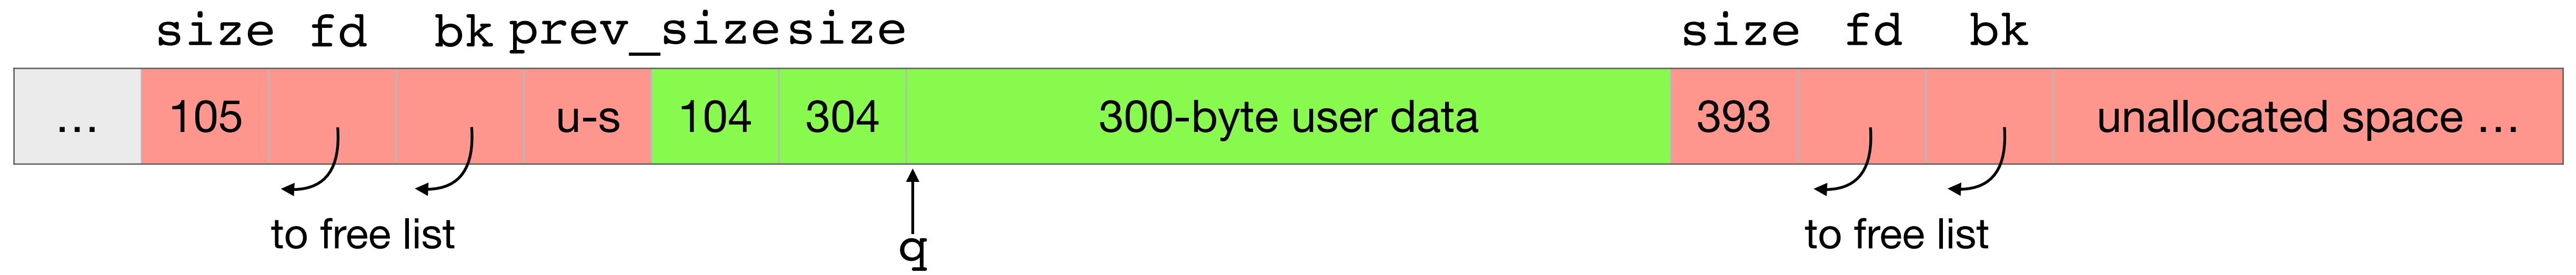 size fd bk prev_size size size fd bk
… 105 u-s 104 304 300-byte user data 393 unallocated space …
to free list q to free list